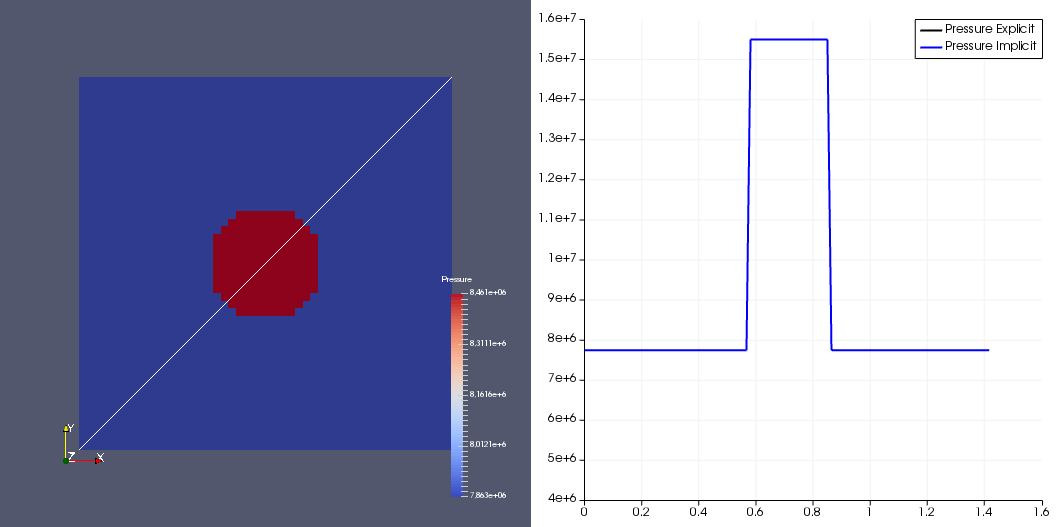 Pressure
8.461e+06
8.3111e+6
8.1616e+6
8.0121e+6
7.863e+06
Y
Z
X
1.6e+7
1.5e+7
1.4e+7
1.3e+7
1.2e+7
1.1e+7
1e+7
9e+6
8e+6
7e+6
6e+6
5e+6
4e+6
Pressure Explicit
Pressure Implicit
0 0.2 0.4 0.6 0.8 1 1.2 1.4 1.6